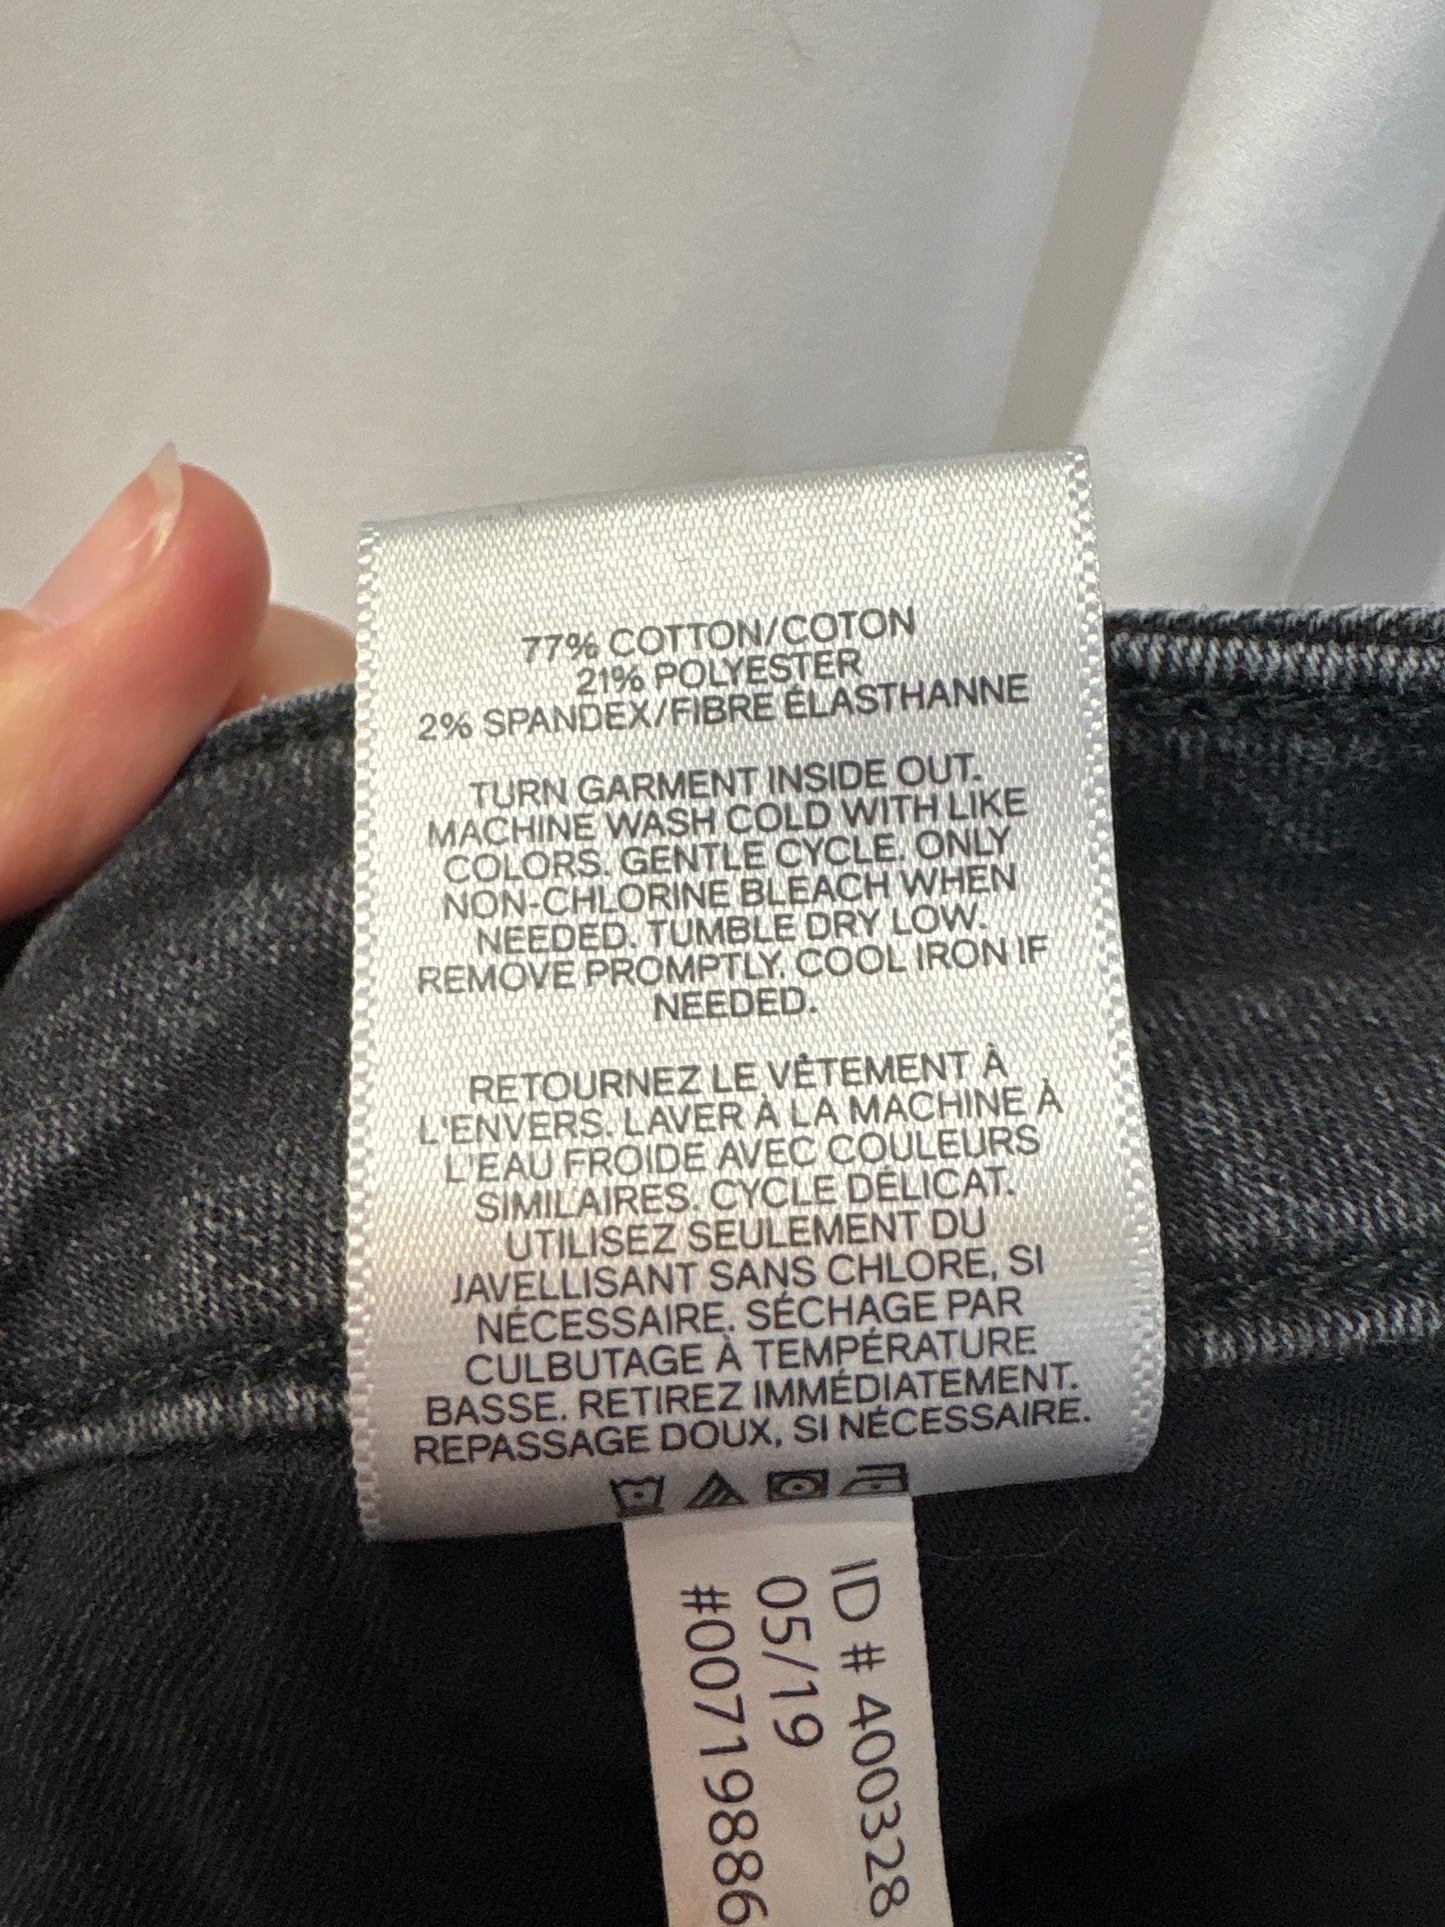 77% COTTON/COTON
21% POLYESTER
2% SPANDEX/FIBRE ÉLASTHANNE
TURN GARMENT INSIDE OUT.
MACHINE WASH COLD WITH LIKE
COLORS. GENTLE CYCLE. ONLY
NON-CHLORINE BLEACH WHEN
NEEDED. TUMBLE DRY LOW.
REMOVE PROMPTLY. COOL IRON IF
NEEDED.
RETOURNEZ LE VÊTEMENT À
L'ENVERS. LAVER À LA MACHINE À
L'EAU FROIDE AVEC COULEURS
SIMILAIRES. CYCLE DÉLICAT.
UTILISEZ SEULEMENT DU
JAVELLISANT SANS CHLORE, SI
NÉCESSAIRE. SÉCHAGE PAR
CULBUTAGE À TEMPÉRATURE
BASSE. RETIREZ IMMÉDIATEMENT.
REPASSAGE DOUX, SI NÉCESSAIRE.
ID # 400328
05/19
#00719886